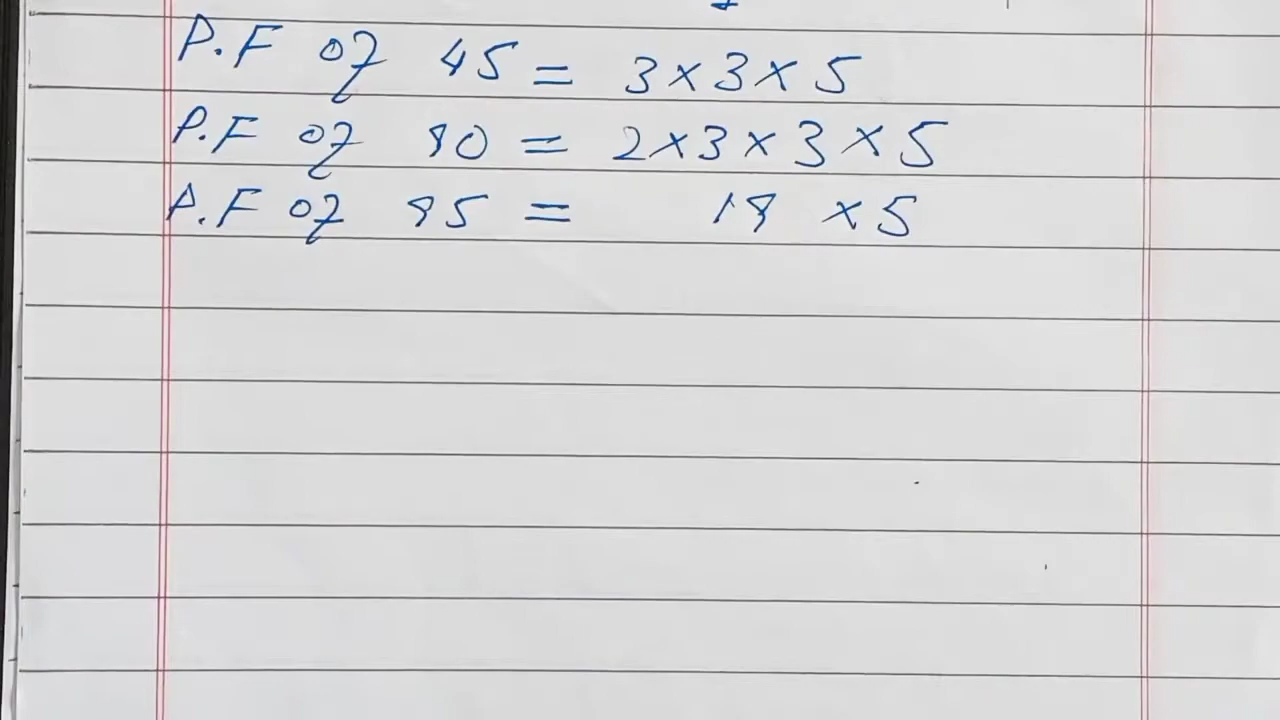 P.F of 45 = 3×3×5
P.F of 90 = 2×3×3×5
P.F of 95 = 19 ×5